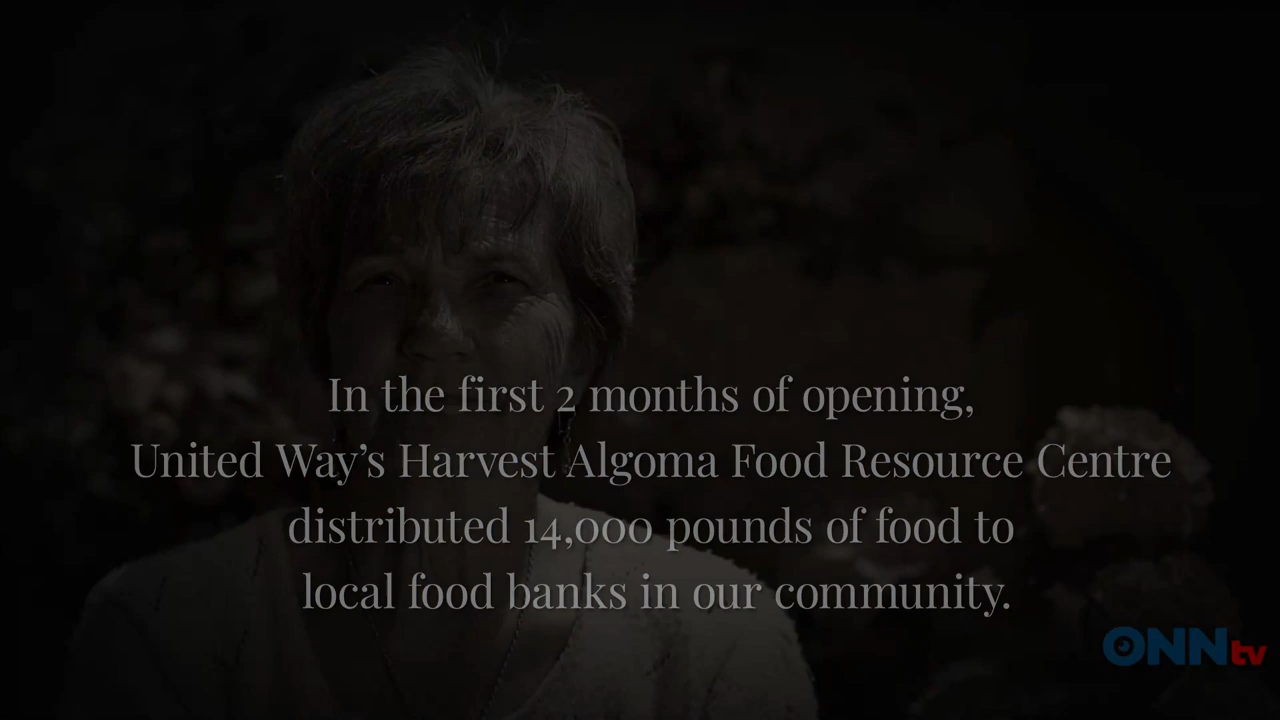 In the first 2 months of opening,
United Way’s Harvest Algoma Food Resource Centre
distributed 14,000 pounds of food to
local food banks in our community.
ONNtv